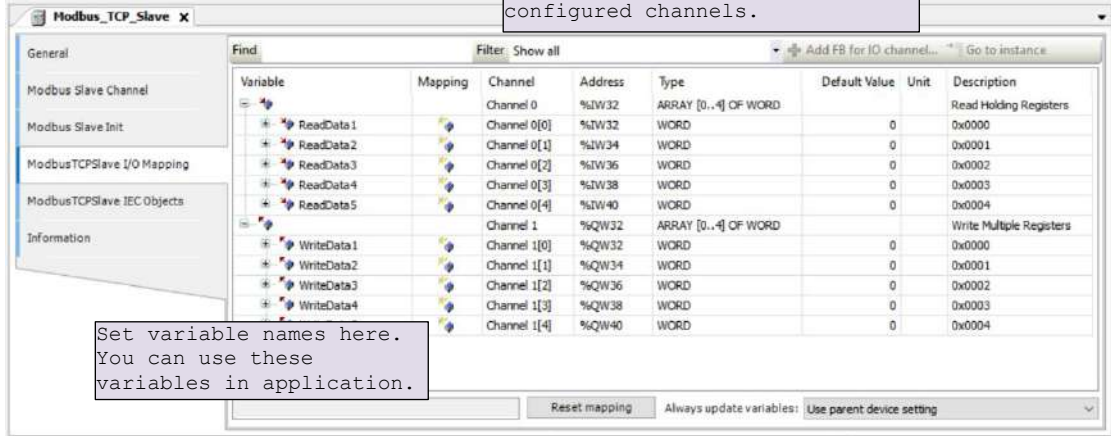 configured channels.
Modbus_TCP_Slave x
General
Modbus Slave Channel
Modbus Slave Init
ModbusTCPSlave I/O Mapping
ModbusTCPSlave IEC Objects
Information
Find Filter Show all Add FB for IO channel... Go to instance
Variable Mapping Channel Address Type Default Value Unit Description
Channel 0 %IW32 ARRAY [0..4] OF WORD Read Holding Registers
ReadData1 Channel 0[0] %IW32 WORD 0 0x0000
ReadData2 Channel 0[1] %IW34 WORD 0 0x0001
ReadData3 Channel 0[2] %IW36 WORD 0 0x0002
ReadData4 Channel 0[3] %IW38 WORD 0 0x0003
ReadData5 Channel 0[4] %IW40 WORD 0 0x0004
Channel 1 %QW32 ARRAY [0..4] OF WORD Write Multiple Registers
WriteData1 Channel 1[0] %QW32 WORD 0 0x0000
WriteData2 Channel 1[1] %QW34 WORD 0 0x0001
WriteData3 Channel 1[2] %QW36 WORD 0 0x0002
WriteData4 Channel 1[3] %QW38 WORD 0 0x0003
Channel 1[4] %QW40 WORD 0 0x0004
Set variable names here.
You can use these
variables in application.
Reset mapping Always update variables: Use parent device setting